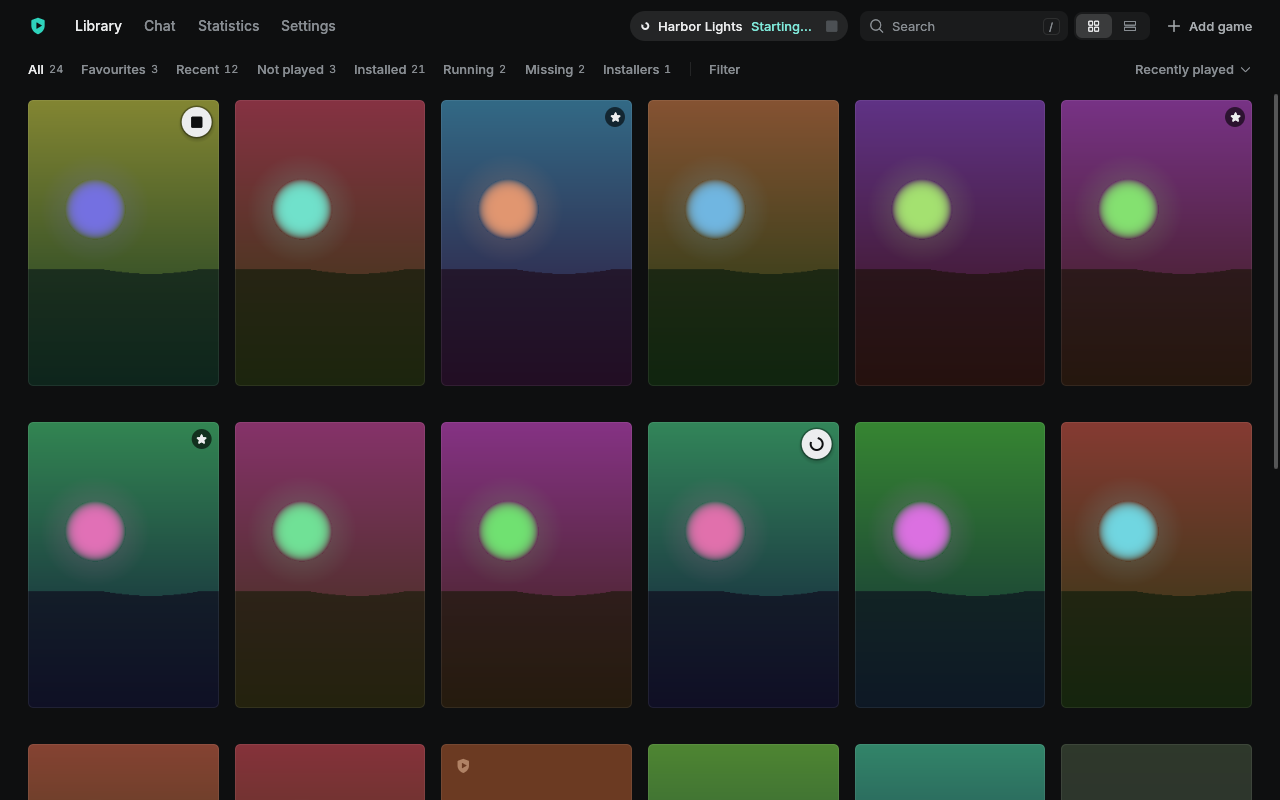 Library Chat Statistics Settings Harbor Lights Starting... Search / Add game
All 24 Favourites 3 Recent 12 Not played 3 Installed 21 Running 2 Missing 2 Installers 1 Filter Recently played